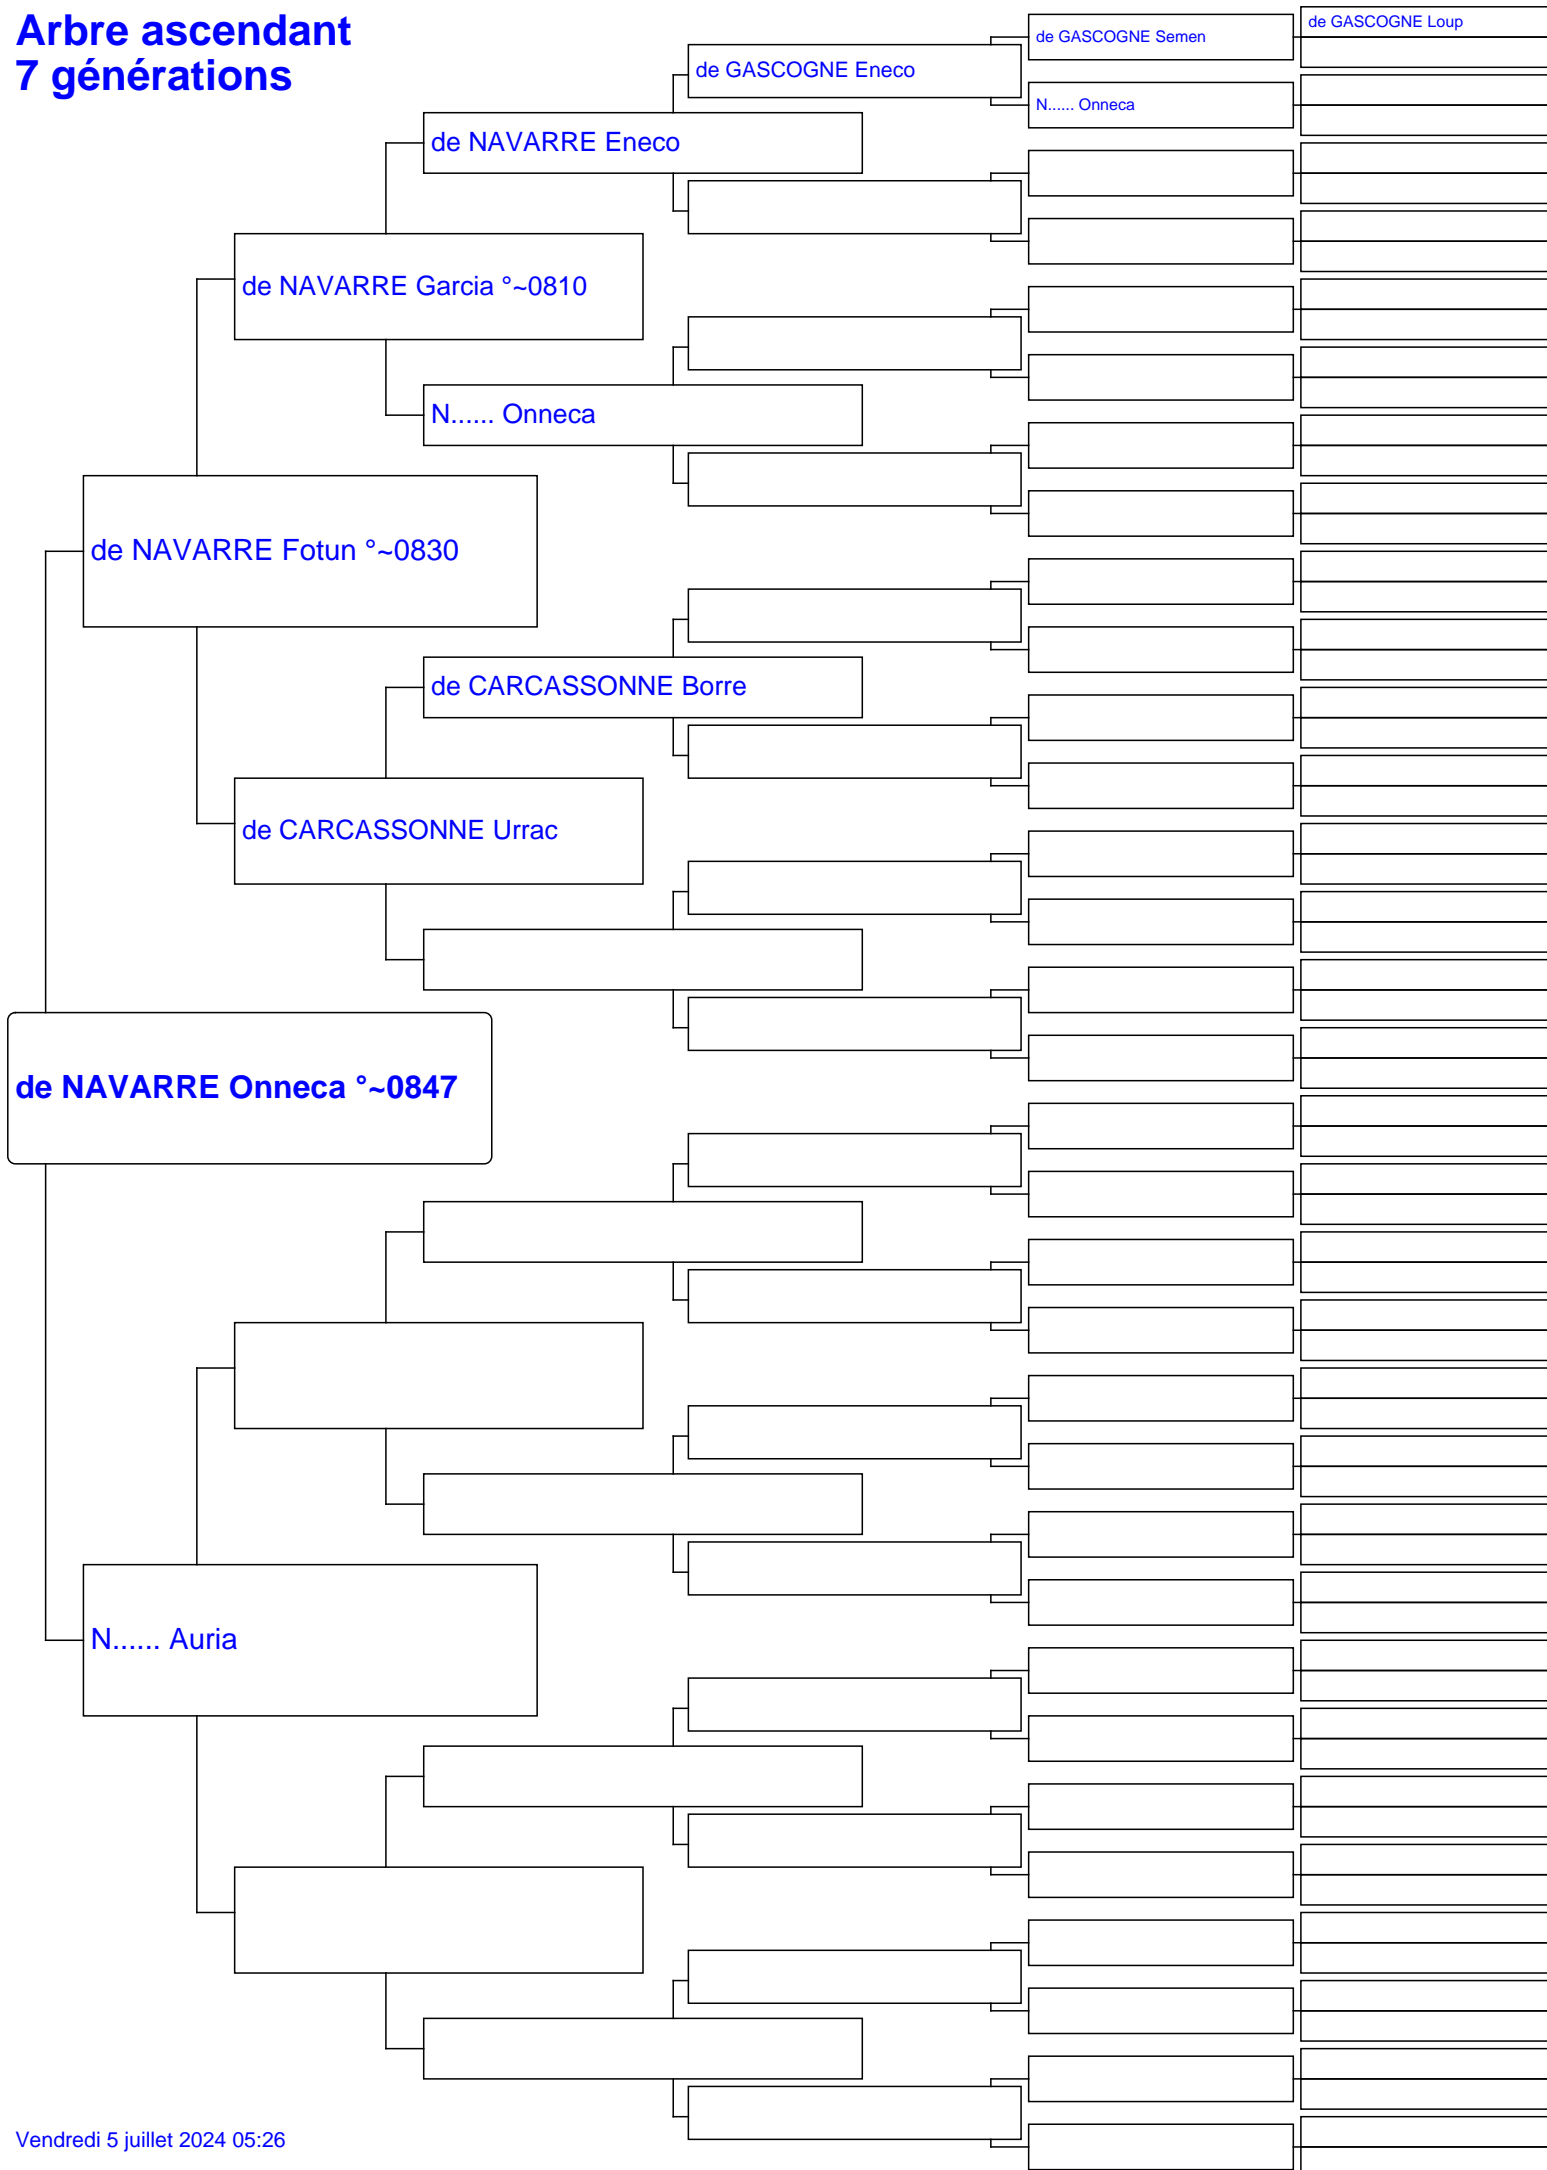 Arbre ascendant
7 générations
de GASCOGNE Loup
de GASCOGNE Semen
de GASCOGNE Eneco
N...... Onneca
de NAVARRE Eneco
de NAVARRE Garcia °~0810
N...... Onneca
de NAVARRE Fotun °~0830
de CARCASSONNE Borre
de CARCASSONNE Urrac
de NAVARRE Onneca °~0847
N...... Auria
Vendredi 5 juillet 2024 05:26